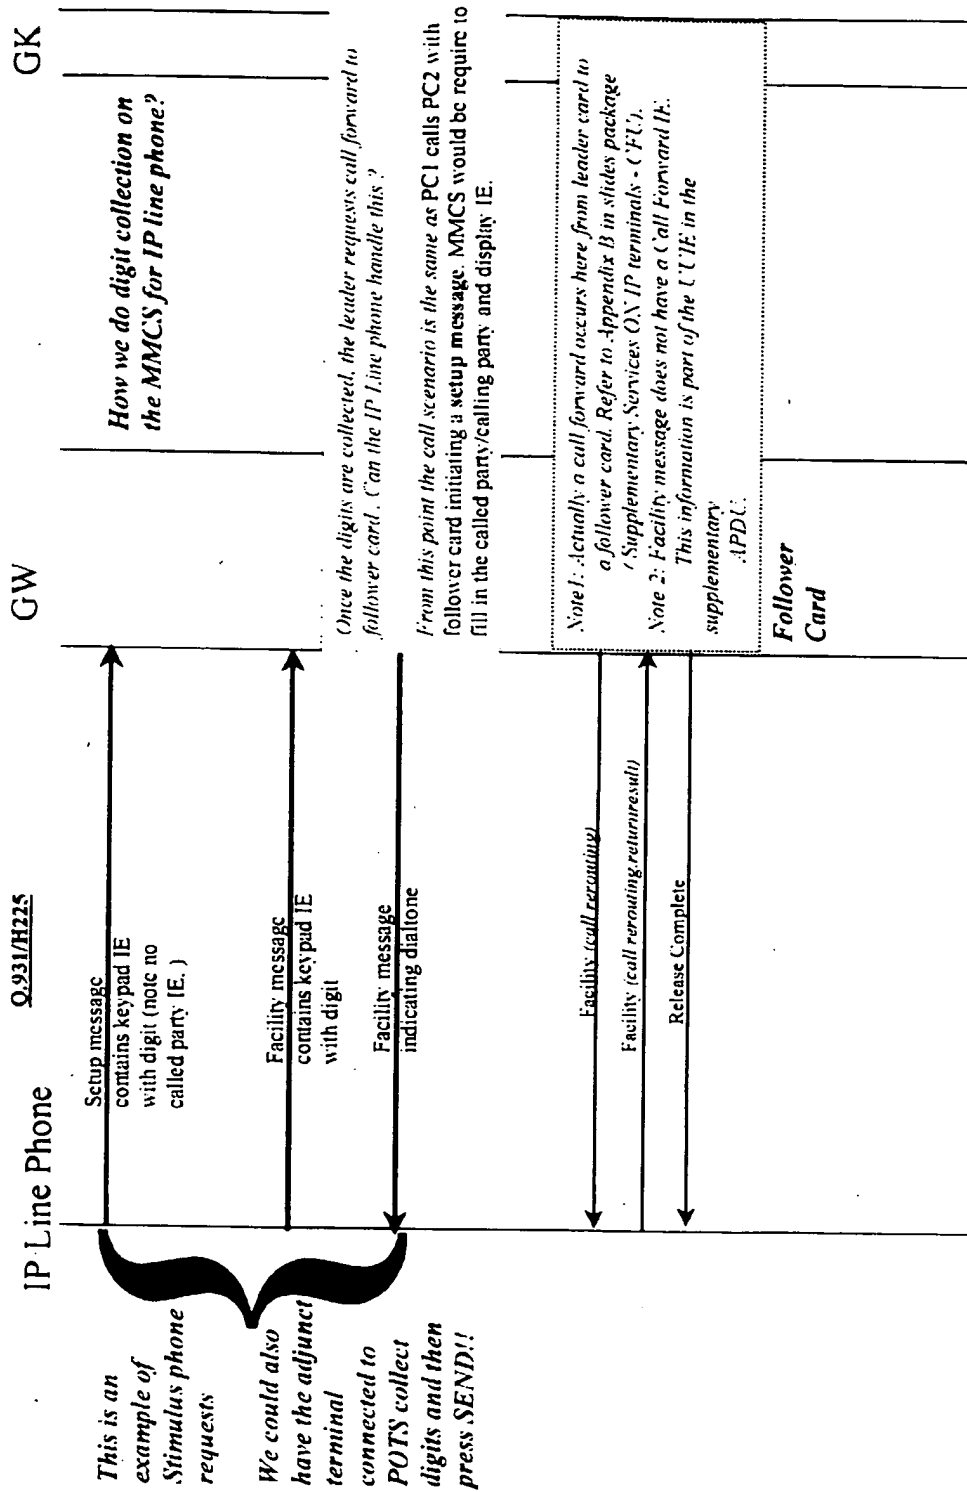 IP Line Phone
GW
GK
Q.931/H225
This is an
example of
Stimulus phone
requests
We could also
have the adjunct
terminal
connected to
POTS collect
digits and then
press SEND!!
Setup message
contains keypad IE
with digit (note no
called party IE. )
Facility message
contains keypad IE
with digit
Facility message
indicating dialtone
How we do digit collection on
the MMCS for IP line phone?
Once the digits are collected, the leader requests call forward to
follower card. Can the IP Line phone handle this?
From this point the call scenario is the same as PC1 calls PC2 with
follower card initiating a setup message. MMCS would be require to
fill in the called party/calling party and display IE.
Facility (call rerouting)
Facility (call rerouting.returnresult)
Release Complete
Note 1: Actually a call forward occurs here from leader card to
a follower card. Refer to Appendix B in slides package
(Supplementary Services ON IP terminals - CFU).
Note 2: Facility message does not have a Call Forward IE.
This information is part of the UUIE in the
supplementary
APDU.
Follower
Card